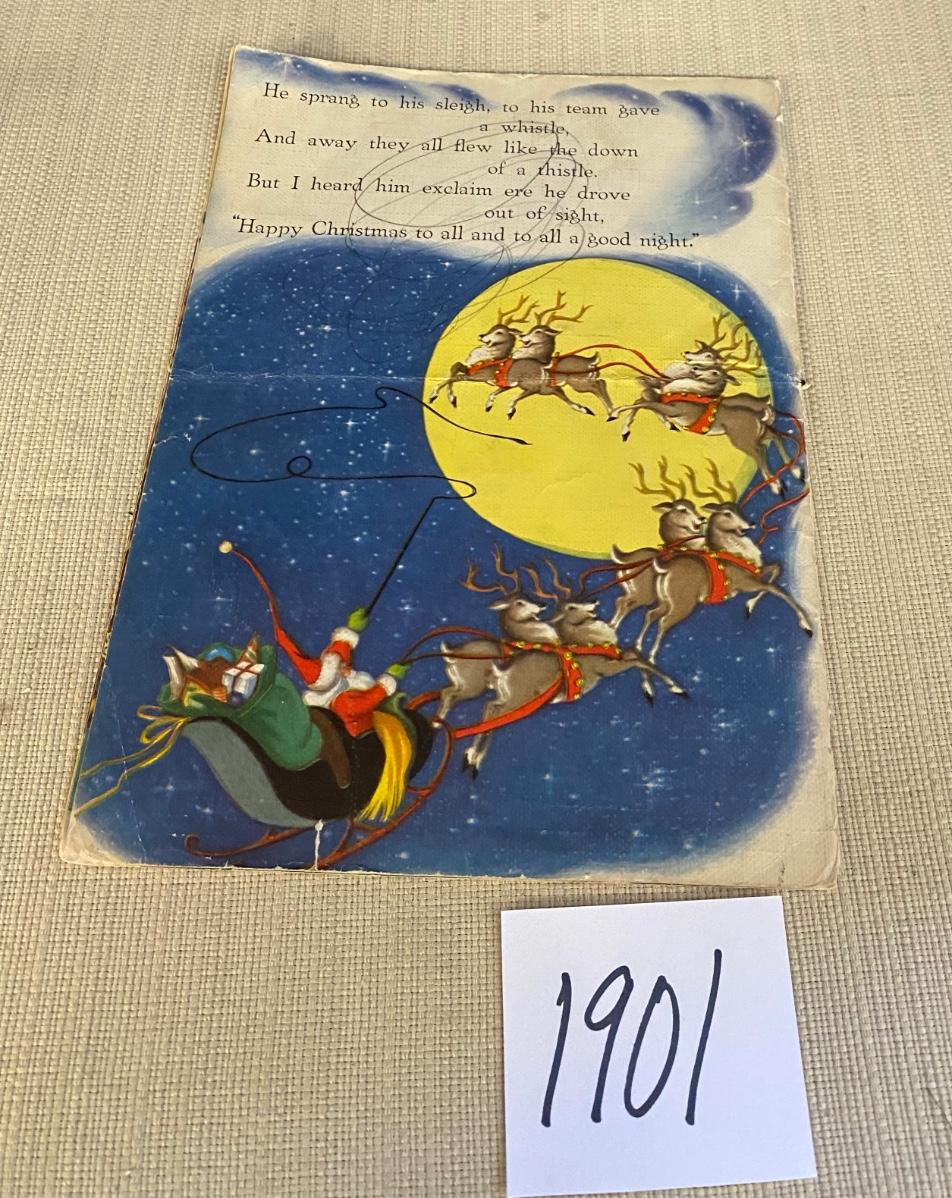 He sprang to his sleigh, to his team gave
a whistle,
And away they all flew like the down
of a thistle.
But I heard him exclaim ere he drove
out of sight,
“Happy Christmas to all and to all a good night.”
1901